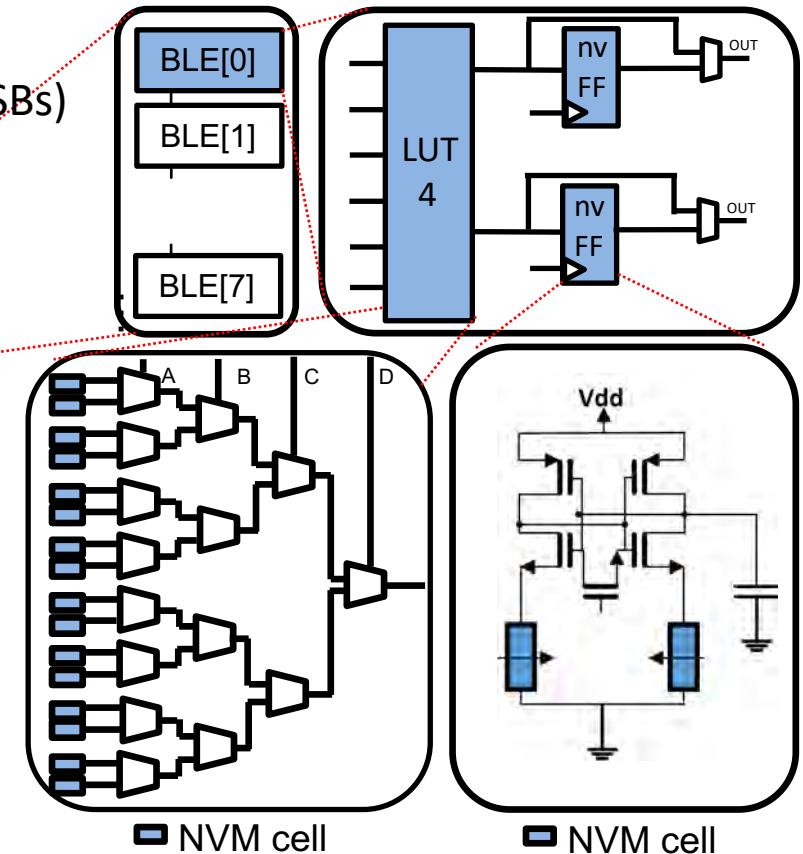 SBs)
BLE[0]
BLE[1]
BLE[7]
LUT
4
nv
FF
OUT
nv
FF
OUT
A
B
C
D
Vdd
NVM cell
NVM cell